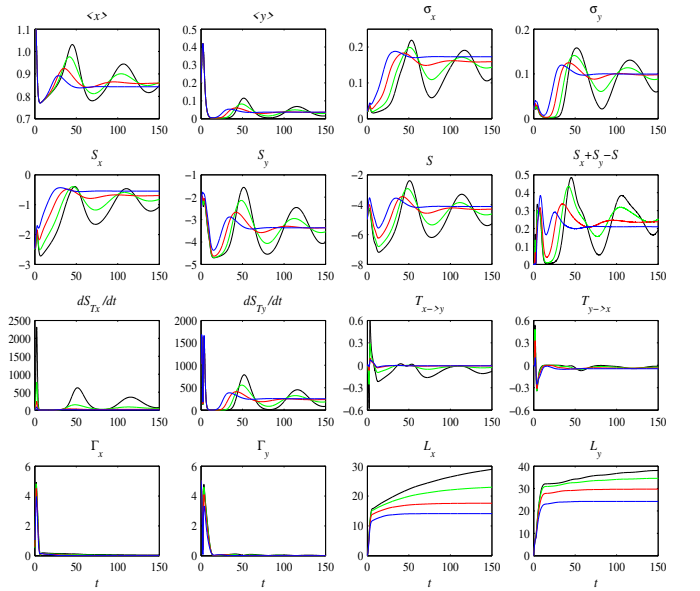 <x> <y> σx σy
1.1 0.5 0.2 0.2
1.0 0.4
0.9 0.3 0.1 0.1
0.8 0.2
0.7 0.1 0 0
0
0 50 100 150 0 50 100 150 0 50 100 150 0 50 100 150
Sx Sy S Sx+Sy−S
0 −1 −2 0.5
−1 −2 −4 0.4
−2 −3 −6 0.3
−3 −4 −8 0.2
−5 0.1
0
0 50 100 150 0 50 100 150 0 50 100 150 0 50 100 150
dSTx/dt dSTy/dt Tx−>y Ty−>x
2500 2000 0.6 0.6
2000 1500 0.3 0.3
1500 1000 0 0
1000 500 −0.3 −0.3
500 0 −0.6 −0.6
0
0 50 100 150 0 50 100 150 0 50 100 150 0 50 100 150
Γx Γy Lx Ly
6 6 30 40
4 4 20 30
2 2 10 20
0 0 0 10
0
0 50 100 150 0 50 100 150 0 50 100 150 0 50 100 150
t t t t